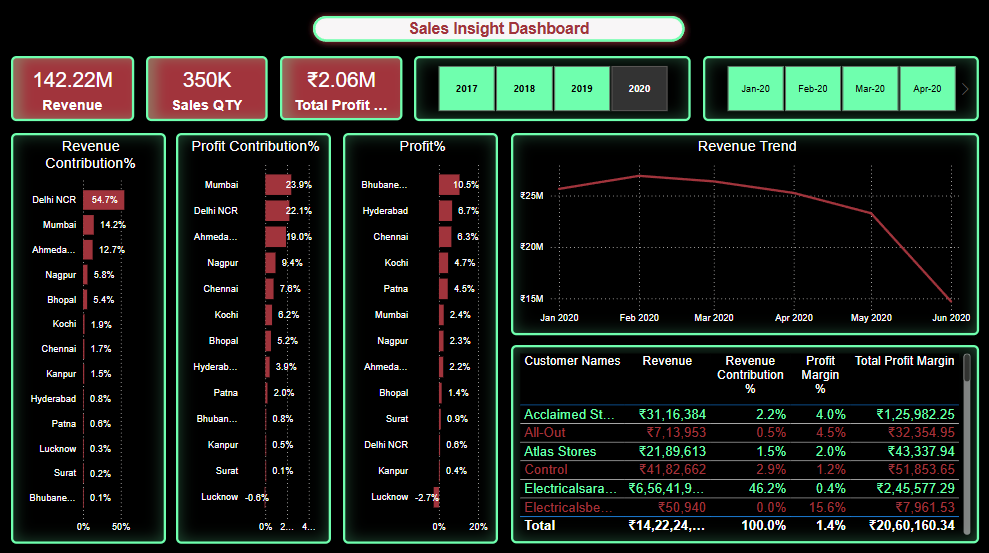 Sales Insight Dashboard
142.22M
Revenue
350K
Sales QTY
₹2.06M
Total Profit ...
2017 2018 2019 2020
Jan-20 Feb-20 Mar-20 Apr-20
Revenue
Contribution%
Delhi NCR 54.7%
Mumbai 14.2%
Ahmeda... 12.7%
Nagpur 5.8%
Bhopal 5.4%
Kochi 1.9%
Chennai 1.7%
Kanpur 1.5%
Hyderabad 0.8%
Patna 0.6%
Lucknow 0.3%
Surat 0.2%
Bhubane... 0.1%
0% 50%
Profit Contribution%
Mumbai 23.9%
Delhi NCR 22.1%
Ahmeda... 19.0%
Nagpur 9.4%
Chennai 7.6%
Kochi 6.2%
Bhopal 5.2%
Hyderab... 3.9%
Patna 2.0%
Bhuban... 0.8%
Kanpur 0.5%
Surat 0.1%
Lucknow -0.6%
0% 2... 4...
Profit%
Bhubane... 10.5%
Hyderabad 6.7%
Chennai 6.3%
Kochi 4.7%
Patna 4.5%
Mumbai 2.4%
Nagpur 2.3%
Ahmeda... 2.2%
Bhopal 1.4%
Surat 0.9%
Delhi NCR 0.6%
Kanpur 0.4%
Lucknow -2.7%
0% 20%
Revenue Trend
₹25M
₹20M
₹15M
Jan 2020 Feb 2020 Mar 2020 Apr 2020 May 2020 Jun 2020
Customer Names Revenue Revenue Profit Total Profit Margin
Contribution Margin
% %
Acclaimed St... ₹31,16,384 2.2% 4.0% ₹1,25,982.25
All-Out ₹7,13,953 0.5% 4.5% ₹32,354.95
Atlas Stores ₹21,89,613 1.5% 2.0% ₹43,337.94
Control ₹41,82,662 2.9% 1.2% ₹51,853.65
Electricalsara... ₹6,56,41,9... 46.2% 0.4% ₹2,45,577.29
Electricalsbe... ₹50,940 0.0% 15.6% ₹7,961.53
Total ₹14,22,24,... 100.0% 1.4% ₹20,60,160.34